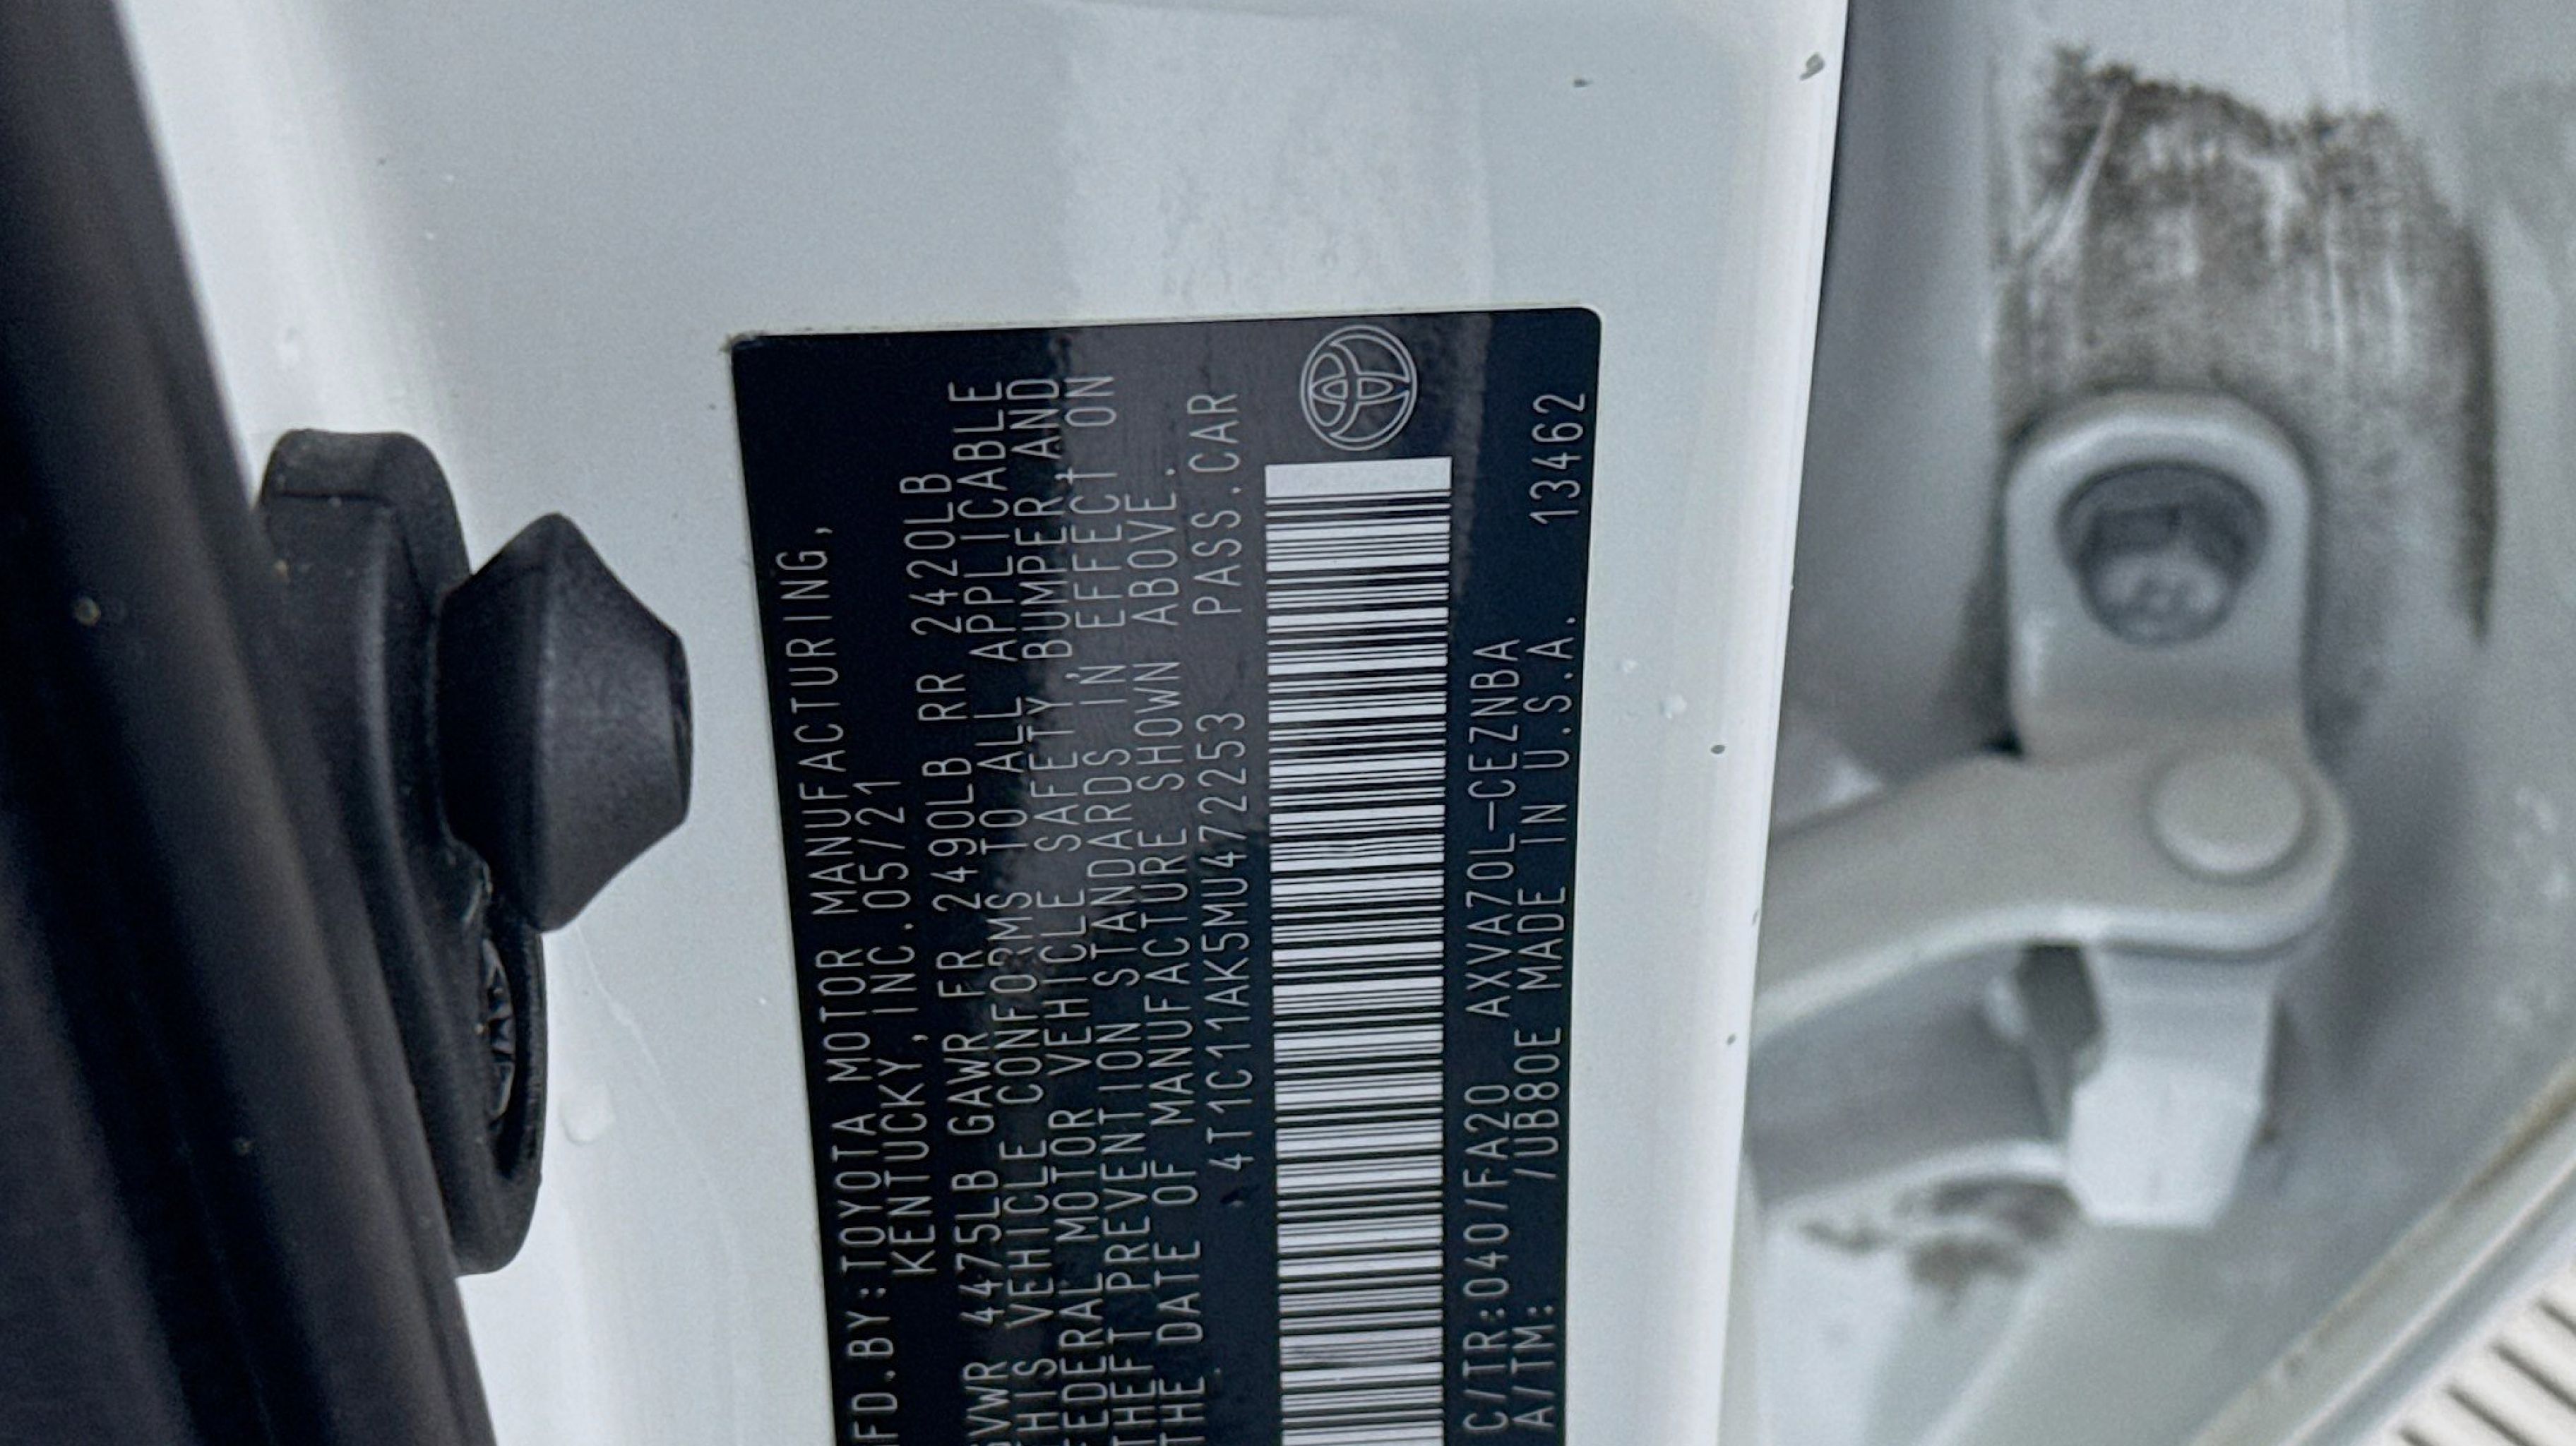 MFD.BY:TOYOTA MOTOR MANUFACTURING,
KENTUCKY, INC. 05/21
GVWR 4475LB GAWR FR 2490LB RR 2420LB
THIS VEHICLE CONFORMS TO ALL APPLICABLE
FEDERAL MOTOR VEHICLE SAFETY, BUMPER, AND
THEFT PREVENTION STANDARDS IN EFFECT ON
THE DATE OF MANUFACTURE SHOWN ABOVE.
4T1C11AK5MU472253 PASS.CAR
C/TR:040/FA20 AXVA70L-CEZNBA
A/TM: /UB80E MADE IN U.S.A. 13462